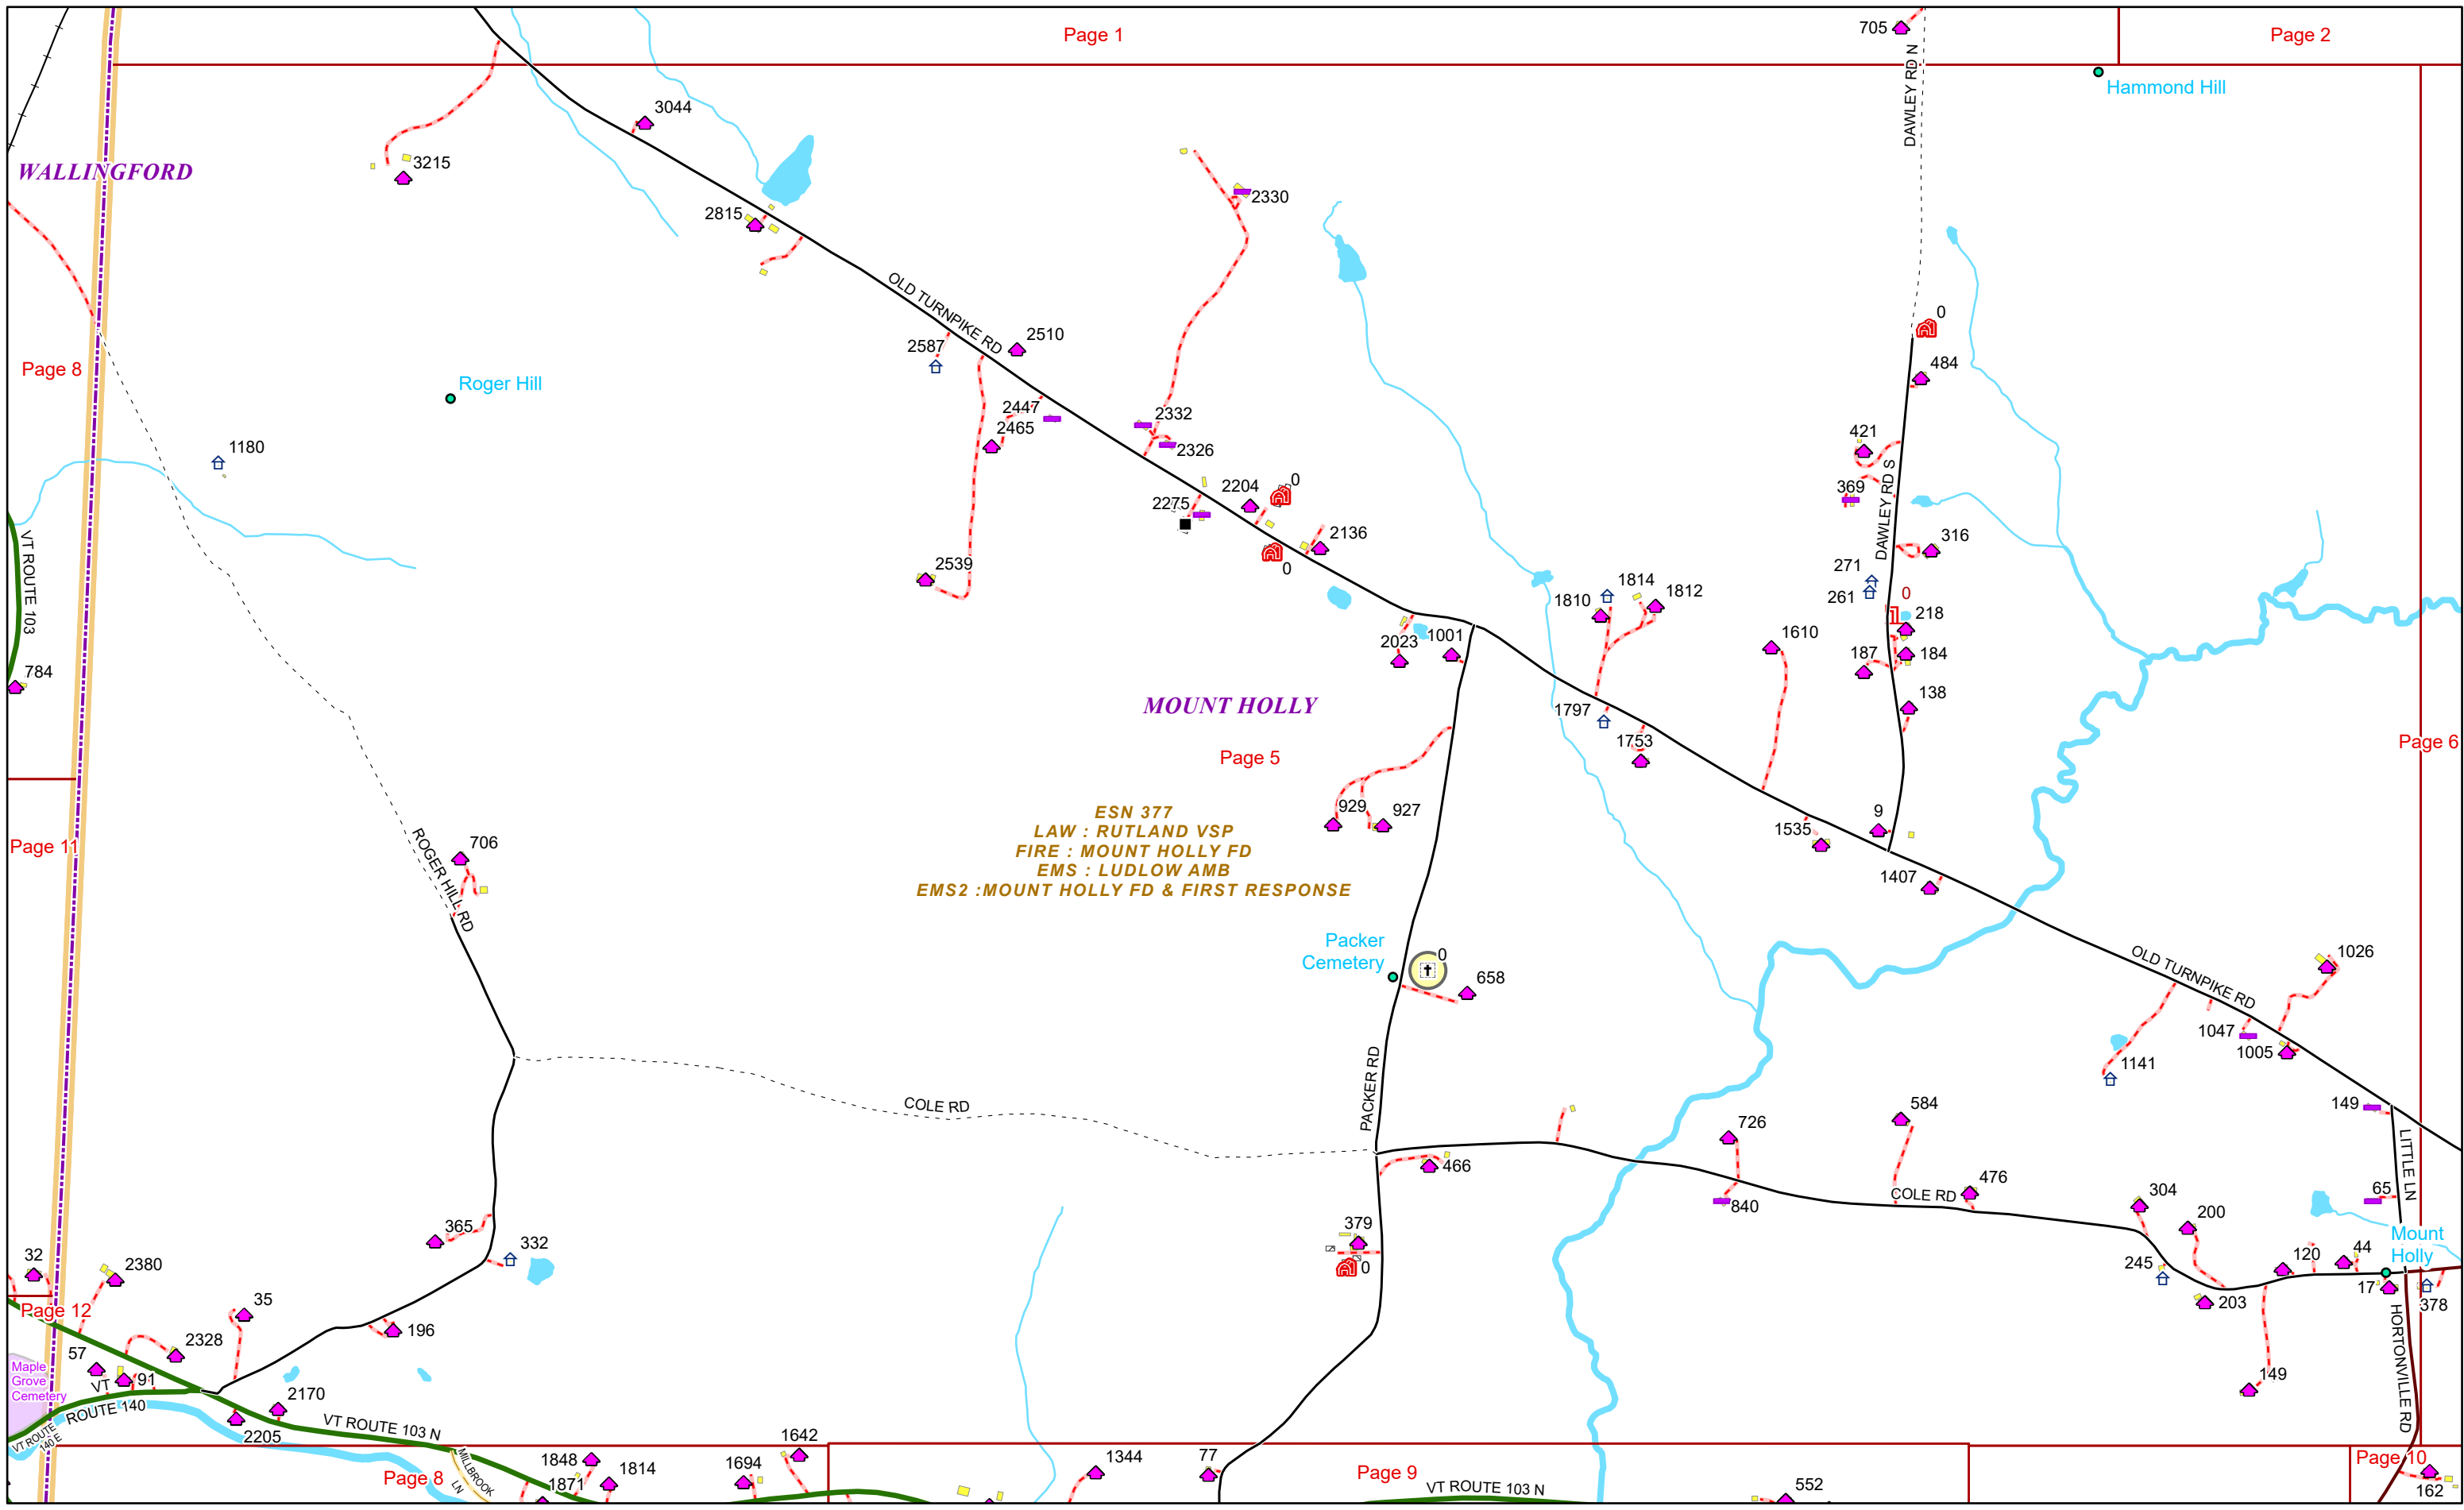 Page 1
705
Page 2
DAWLEY RD N
Hammond Hill
3044
3215
WALLINGFORD
2815
2330
OLD TURNPIKE RD
0
2510
2587
484
Page 8
Roger Hill
2447
2332
2465
2326
421
DAWLEY RD S
1180
369
2204
0
2275
2136
316
VT ROUTE 103
2539
0
271
261
0
1814
1812
1810
218
1610
2023
1001
187
184
784
138
MOUNT HOLLY
1797
1753
Page 5
Page 6
929
927
9
1535
ESN 377
LAW : RUTLAND VSP
FIRE : MOUNT HOLLY FD
EMS : LUDLOW AMB
EMS2 :MOUNT HOLLY FD & FIRST RESPONSE
Page 11
706
ROGER HILL RD
1407
Packer
Cemetery
0
658
OLD TURNPIKE RD
1026
1047
1005
1141
PACKER RD
COLE RD
149
584
726
LITTLE LN
466
476
COLE RD
840
304
65
200
365
379
332
Mount
Holly
32
2380
0
245
120
44
17
378
Page 12
35
203
196
2328
57
HORTONVILLE RD
Maple
Grove
Cemetery
VT
91
149
2170
ROUTE 140
VT ROUTE 103 N
VT ROUTE
140 E
2205
MILLBROOK
LN
1848
1642
Page 8
1871
1814
1694
1344
77
Page 9
VT ROUTE 103 N
552
Page 10
162